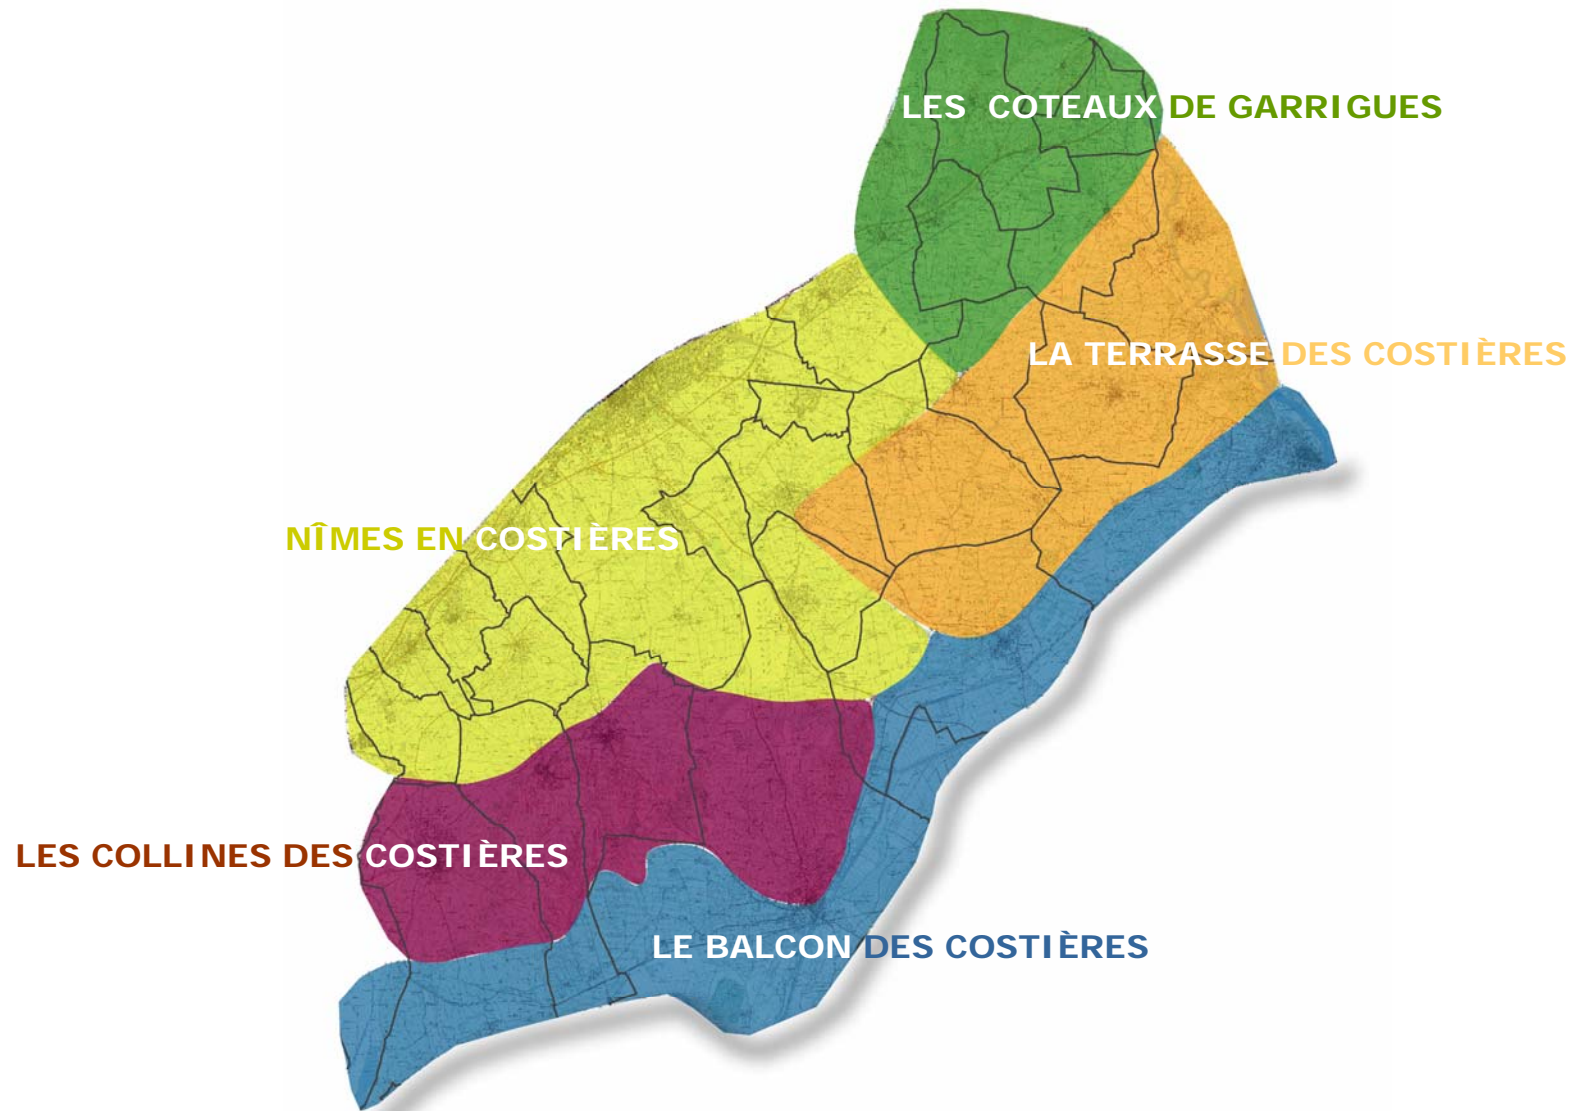 LES COTEAUX DE GARRIGUES
LA TERRASSE DES COSTIÈRES
NÎMES EN COSTIÈRES
LES COLLINES DES COSTIÈRES
LE BALCON DES COSTIÈRES